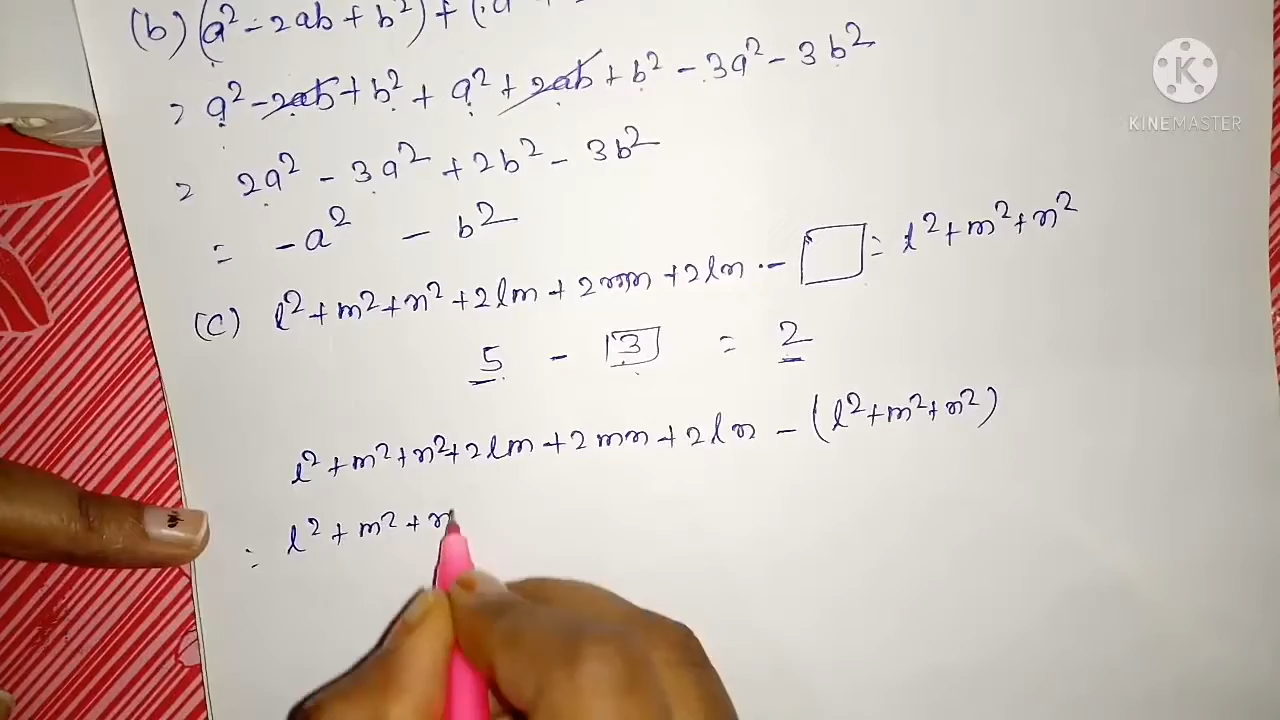 (b) (a² - 2ab + b²) + (a
= a² - 2ab + b² + a² + 2ab + b² - 3a² - 3b²
= 2a² - 3a² + 2b² - 3b²
= -a² - b²
(c) l² + m² + n² + 2lm + 2mn + 2ln - □ = l² + m² + n²
5 - 3 = 2
l² + m² + n² + 2lm + 2mn + 2ln - (l² + m² + n²)
= l² + m² + n
K
KINEMASTER